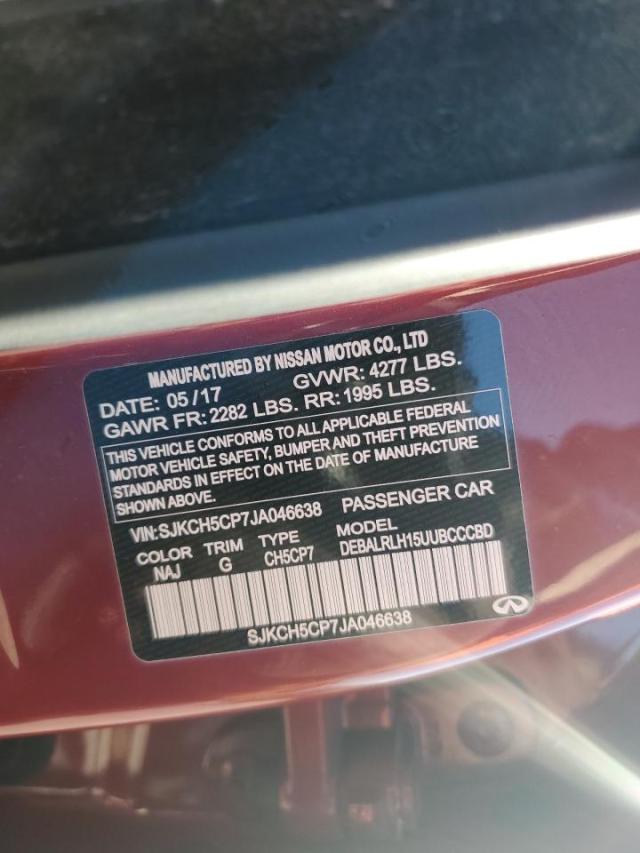 MANUFACTURED BY NISSAN MOTOR CO., LTD
DATE: 05/17 GVWR: 4277 LBS.
GAWR FR: 2282 LBS. RR: 1995 LBS.
THIS VEHICLE CONFORMS TO ALL APPLICABLE FEDERAL
MOTOR VEHICLE SAFETY, BUMPER AND THEFT PREVENTION
STANDARDS IN EFFECT ON THE DATE OF MANUFACTURE
SHOWN ABOVE.
VIN:SJKCH5CP7JA046638 PASSENGER CAR
COLOR TRIM TYPE MODEL
NAJ G CH5CP7 DEBALRLH15UUBCCCBD
SJKCH5CP7JA046638